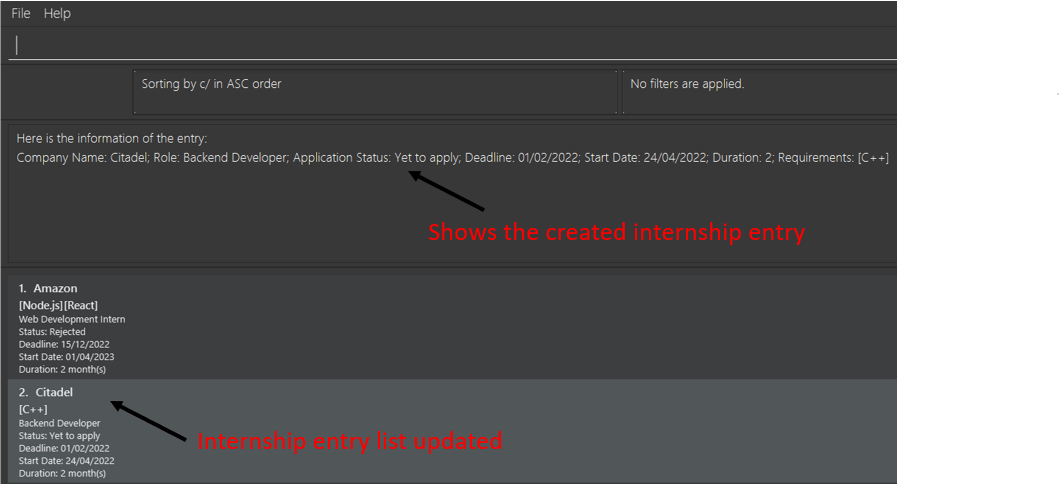 File Help
Sorting by c/ in ASC order
No filters are applied.
Here is the information of the entry:
Company Name: Citadel; Role: Backend Developer; Application Status: Yet to apply; Deadline: 01/02/2022; Start Date: 24/04/2022; Duration: 2; Requirements: [C++]
Shows the created internship entry
1. Amazon
[Node.js][React]
Web Development Intern
Status: Rejected
Deadline: 15/12/2022
Start Date: 01/04/2023
Duration: 2 month(s)
2. Citadel
[C++]
Backend Developer
Status: Yet to apply
Deadline: 01/02/2022
Start Date: 24/04/2022
Duration: 2 month(s)
Internship entry list updated